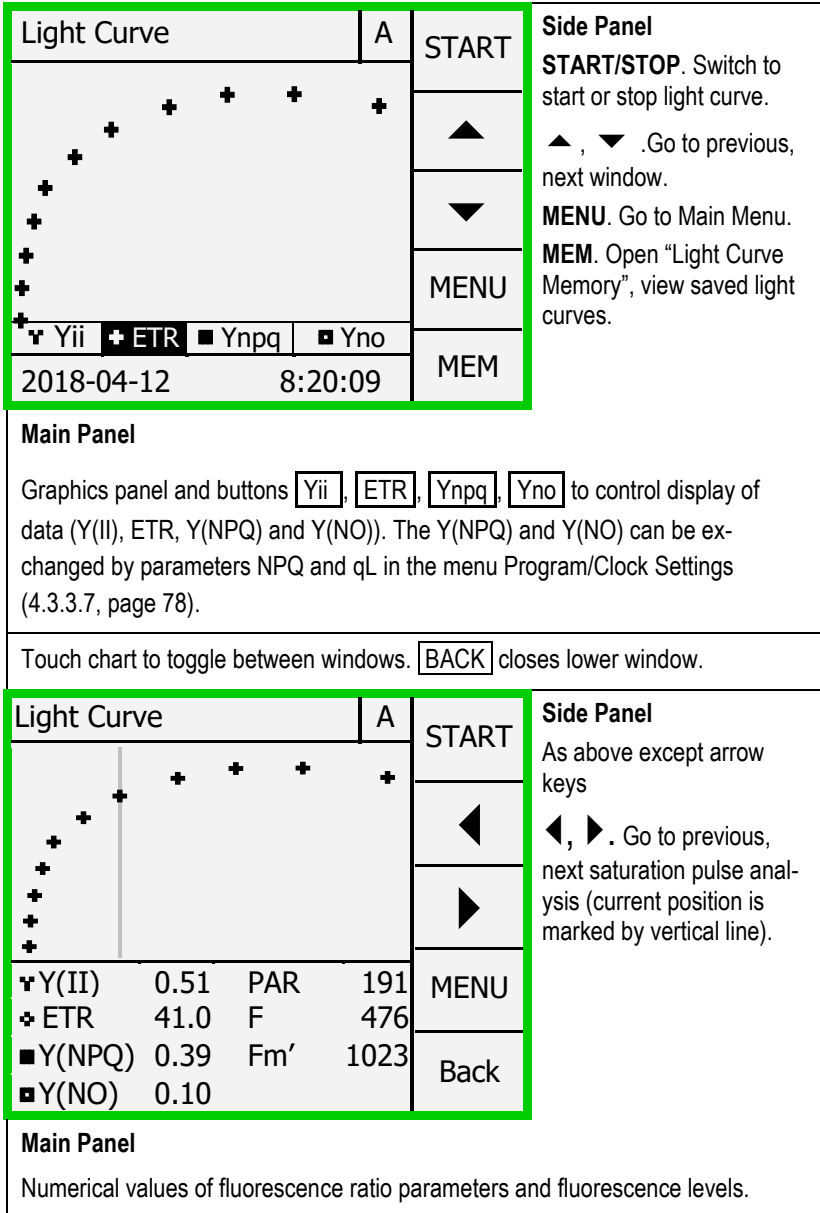 Light Curve A START
Yii ETR Ynpq Yno
2018-04-12 8:20:09
MENU
MEM
Side Panel
START/STOP. Switch to
start or stop light curve.
▲, ▼ .Go to previous,
next window.
MENU. Go to Main Menu.
MEM. Open “Light Curve
Memory”, view saved light
curves.
Main Panel
Graphics panel and buttons Yii , ETR, Ynpq, Yno to control display of
data (Y(II), ETR, Y(NPQ) and Y(NO)). The Y(NPQ) and Y(NO) can be ex-
changed by parameters NPQ and qL in the menu Program/Clock Settings
(4.3.3.7, page 78).
Touch chart to toggle between windows. BACK closes lower window.
Light Curve A START
Y(II) 0.51 PAR 191
ETR 41.0 F 476
Y(NPQ) 0.39 Fm′ 1023
Y(NO) 0.10
MENU
Back
Side Panel
As above except arrow
keys
◀, ▶. Go to previous,
next saturation pulse anal-
ysis (current position is
marked by vertical line).
Main Panel
Numerical values of fluorescence ratio parameters and fluorescence levels.